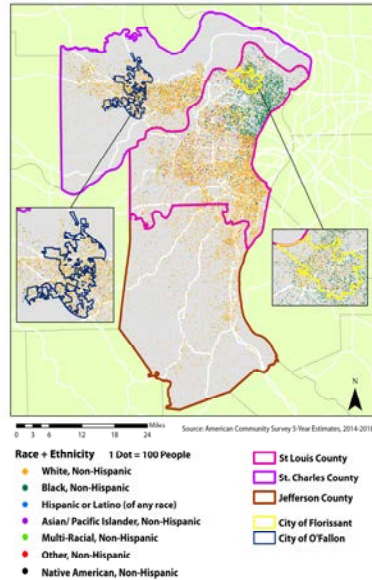 N
0 3 6 12 18 24 Miles
Source: American Community Survey 5-Year Estimates, 2014-2018
Race + Ethnicity 1 Dot = 100 People
White, Non-Hispanic
Black, Non-Hispanic
Hispanic or Latino (of any race)
Asian/ Pacific Islander, Non-Hispanic
Multi-Racial, Non-Hispanic
Other, Non-Hispanic
Native American, Non-Hispanic
St Louis County
St. Charles County
Jefferson County
City of Florissant
City of O'Fallon